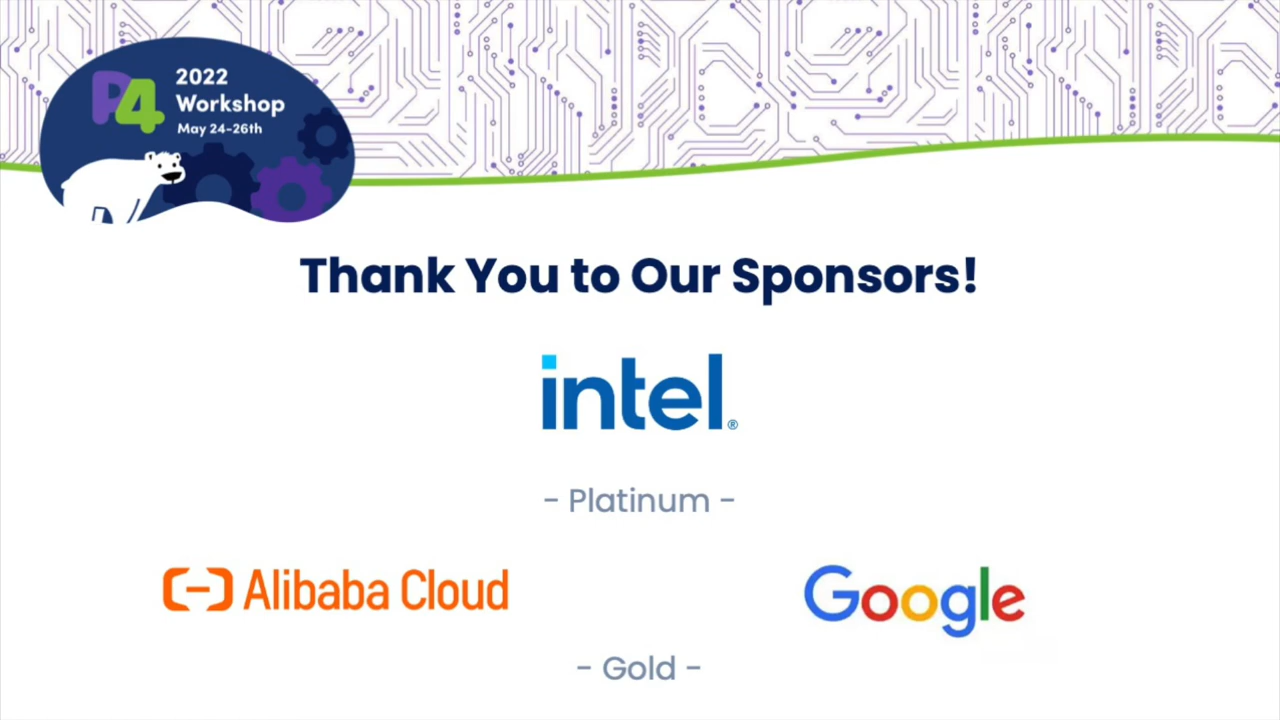 P4
2022
Workshop
May 24-26th
Thank You to Our Sponsors!
intel®
- Platinum -
Alibaba Cloud
Google
- Gold -